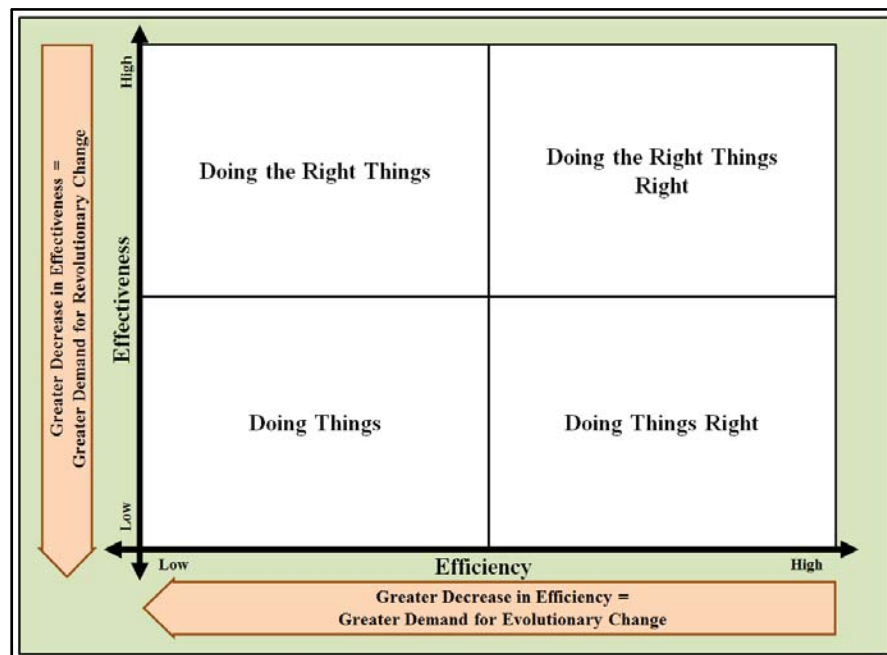 Greater Decrease in Effectiveness =
Greater Demand for Revolutionary Change
High
Effectiveness
Low
Doing the Right Things
Doing the Right Things
Right
Doing Things
Doing Things Right
Low
Efficiency
High
Greater Decrease in Efficiency =
Greater Demand for Evolutionary Change